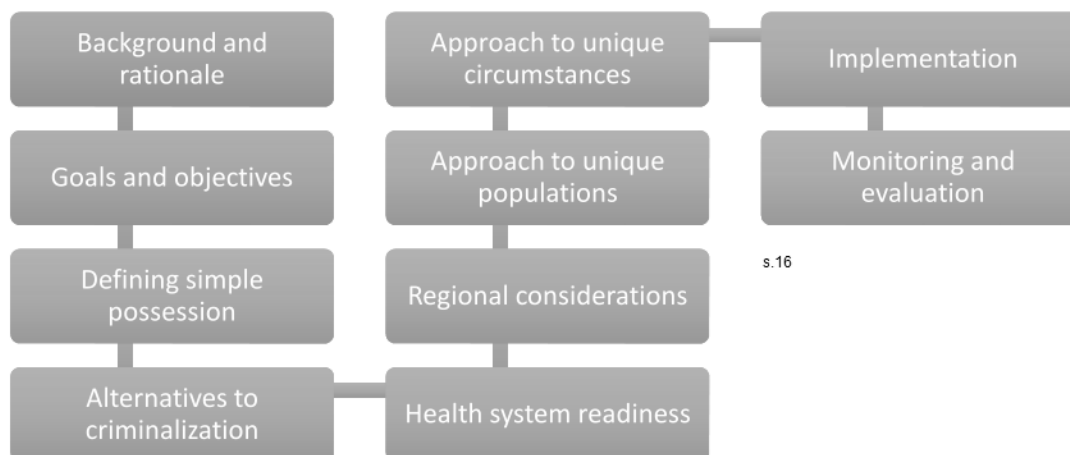 Background and
rationale
Goals and objectives
Defining simple
possession
Alternatives to
criminalization
Health system readiness
Regional considerations
Approach to unique
populations
Approach to unique
circumstances
Implementation
Monitoring and
evaluation
s.16